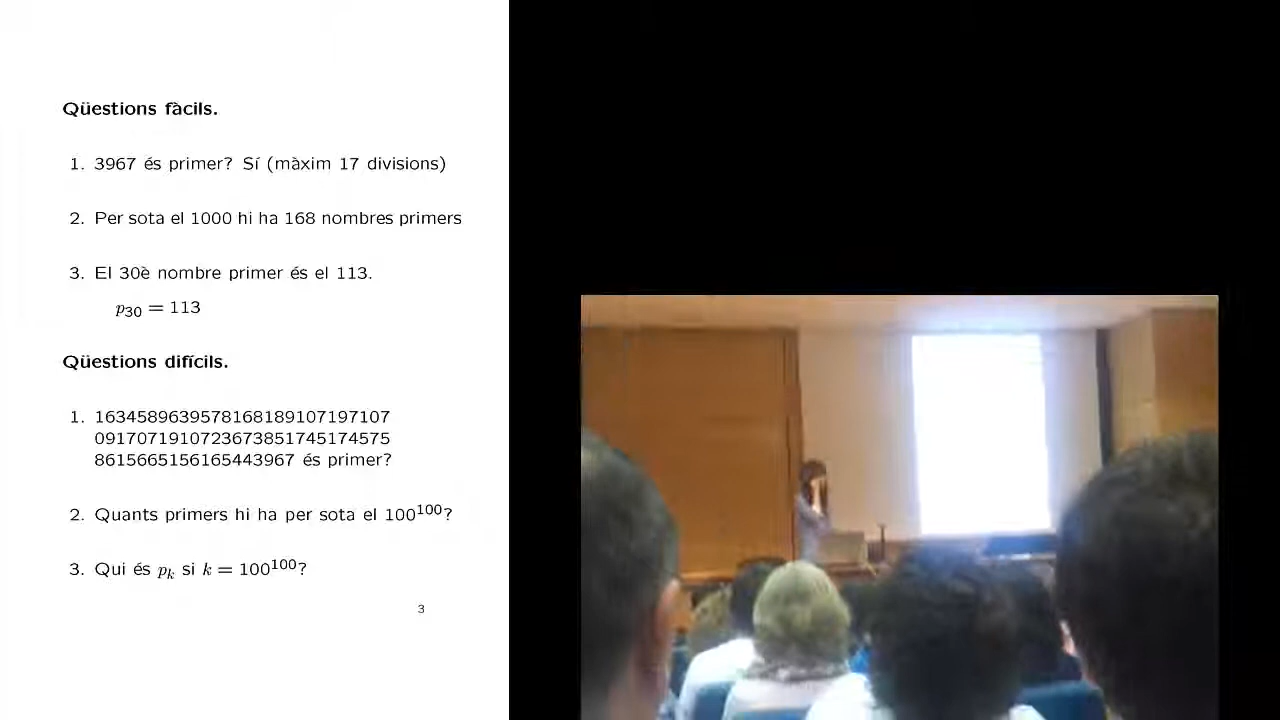 Qüestions fàcils.
1. 3967 és primer? Sí (màxim 17 divisions)
2. Per sota el 1000 hi ha 168 nombres primers
3. El 30è nombre primer és el 113.
p30 = 113
Qüestions difícils.
1. 16345896395781681891071971​07
0917071910723673851745174575
8615665156165443967 és primer?
2. Quants primers hi ha per sota el 100^100?
3. Qui és pk si k = 100^100?
3